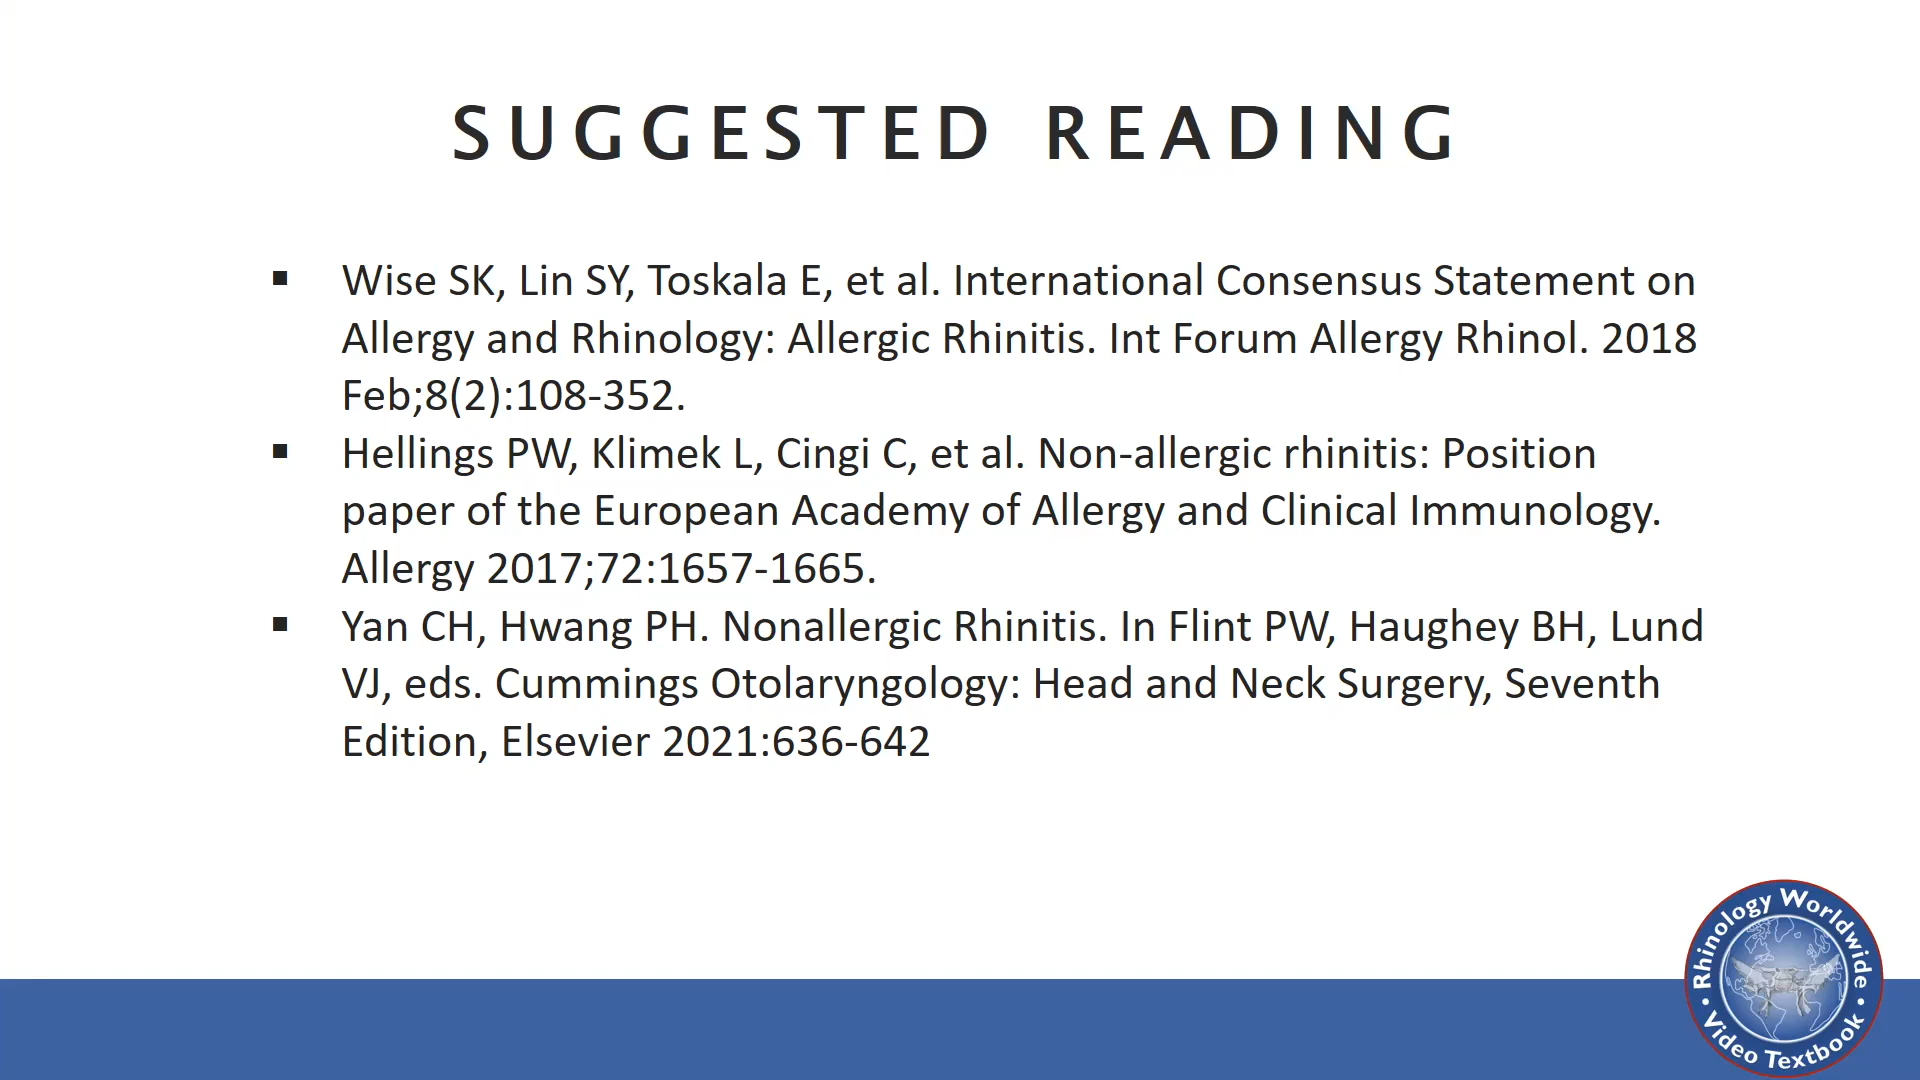 SUGGESTED READING
▪ Wise SK, Lin SY, Toskala E, et al. International Consensus Statement on
Allergy and Rhinology: Allergic Rhinitis. Int Forum Allergy Rhinol. 2018
Feb;8(2):108-352.
▪ Hellings PW, Klimek L, Cingi C, et al. Non-allergic rhinitis: Position
paper of the European Academy of Allergy and Clinical Immunology.
Allergy 2017;72:1657-1665.
▪ Yan CH, Hwang PH. Nonallergic Rhinitis. In Flint PW, Haughey BH, Lund
VJ, eds. Cummings Otolaryngology: Head and Neck Surgery, Seventh
Edition, Elsevier 2021:636-642
Rhinology Worldwide
• Video Textbook •